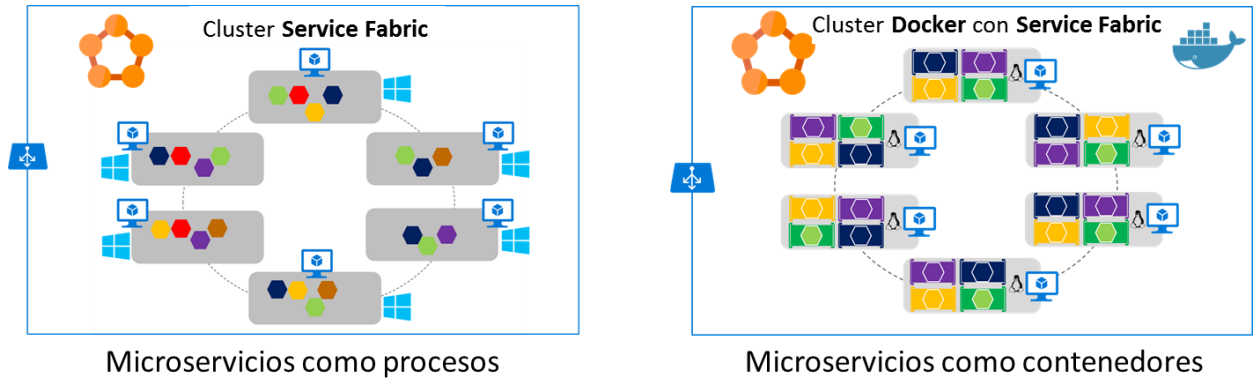 Cluster Service Fabric
Cluster Docker con Service Fabric
Microservicios como procesos
Microservicios como contenedores